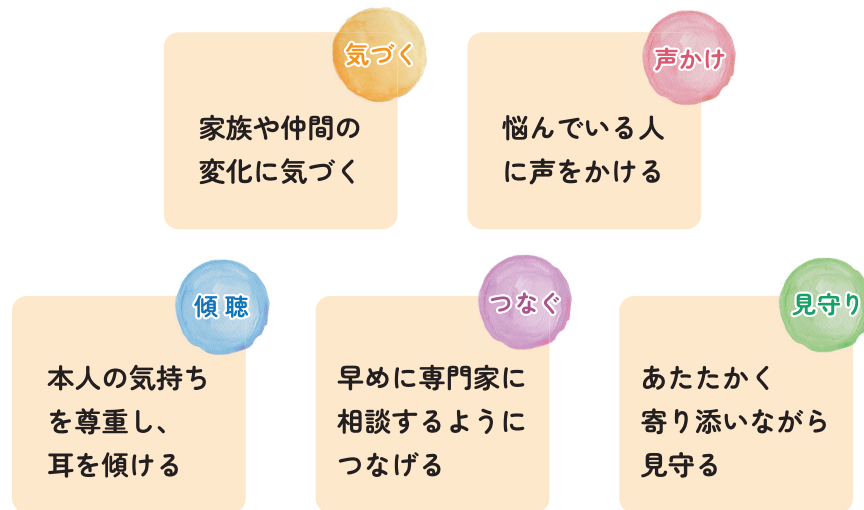 気づく
家族や仲間の
変化に気づく
声かけ
悩んでいる人
に声をかける
傾聴
本人の気持ち
を尊重し、
耳を傾ける
つなぐ
早めに専門家に
相談するように
つなげる
見守り
あたたかく
寄り添いながら
見守る